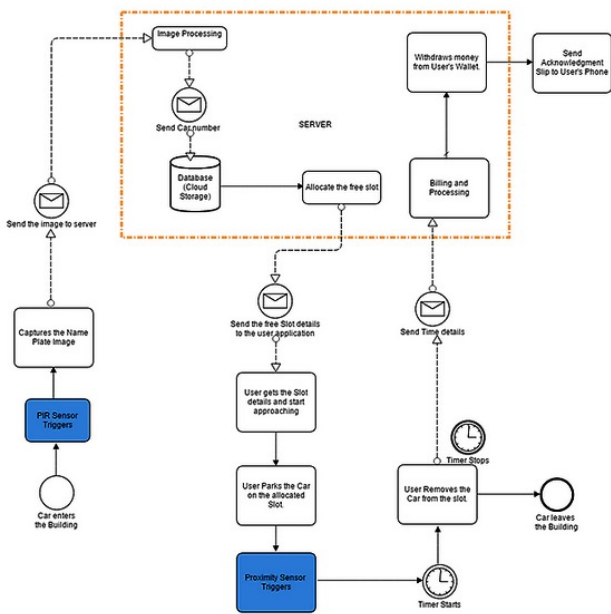 Image Processing
Send Car number
SERVER
Database
(Cloud
Storage)
Allocate the free slot
Withdraws money
from User's Wallet.
Send
Acknowledgment
Slip to User's Phone
Billing and
Processing
Send the image to server
Captures the Name
Plate Image
PIR Sensor
Triggers
Car enters
the Building
Send the free Slot details
to the user application
User gets the Slot
details and start
approaching
User Parks the Car
on the allocated
Slot.
Proximity Sensor
Triggers
Timer Starts
Send Time details
Timer Stops
User Removes the
Car from the slot.
Car leaves
the Building